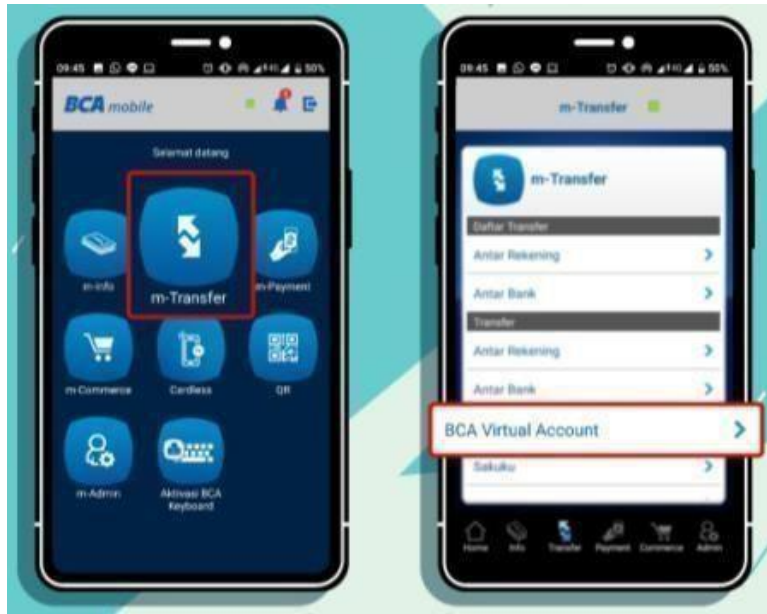 09:45
50%
BCA mobile
Selamat datang
m-Transfer
m-Info
m-Payment
m-Commerce
Cardless
QR
m-Admin
Aktivasi BCA
Keyboard
09:45
50%
m-Transfer
m-Transfer
Daftar Transfer
Antar Rekening
Antar Bank
Transfer
Antar Rekening
Antar Bank
BCA Virtual Account
Sakuku
Home Info Transfer Payment Commerce Admin